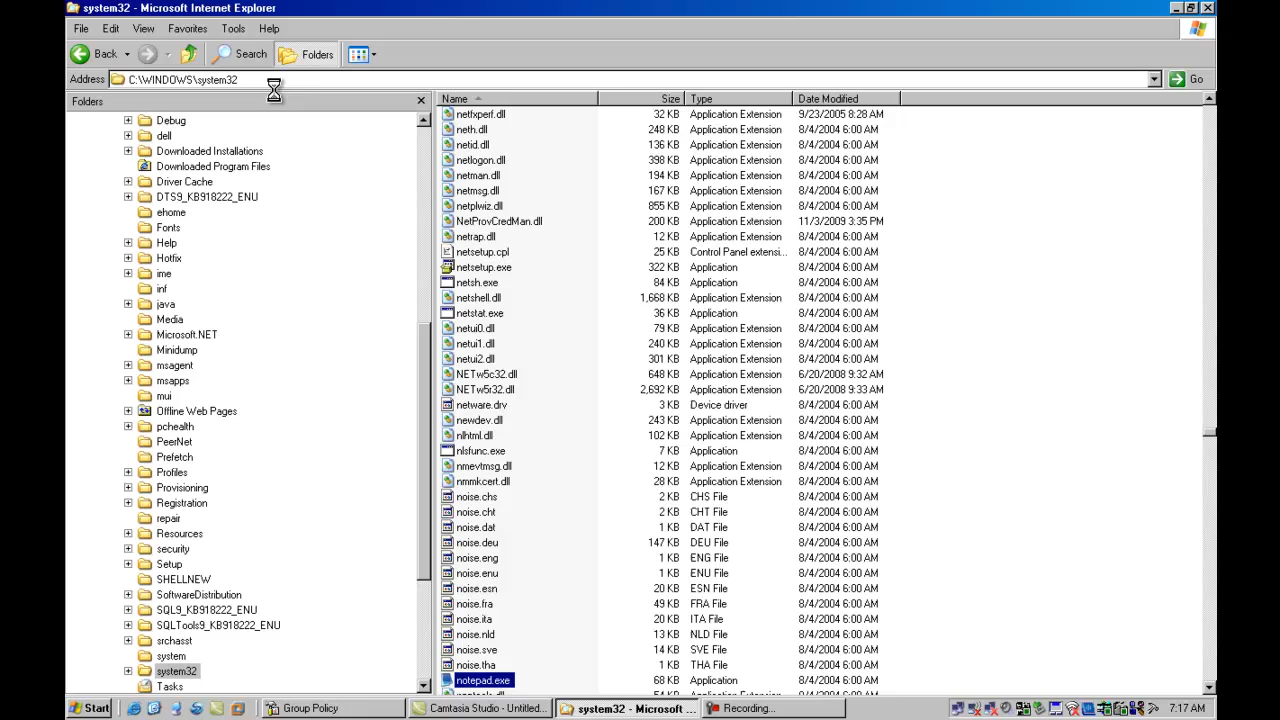 system32 - Microsoft Internet Explorer
File Edit View Favorites Tools Help
Back Search Folders
Address C:\WINDOWS\system32 Go
Folders
Debug
dell
Downloaded Installations
Downloaded Program Files
Driver Cache
DTS9_KB918222_ENU
ehome
Fonts
Help
Hotfix
ime
inf
java
Media
Microsoft.NET
Minidump
msagent
msapps
mui
Offline Web Pages
pchealth
PeerNet
Prefetch
Profiles
Provisioning
Registration
repair
Resources
security
Setup
SHELLNEW
SoftwareDistribution
SQL9_KB918222_ENU
SQLTools9_KB918222_ENU
srchasst
system
system32
Tasks
Name Size Type Date Modified
netfxperf.dll 32 KB Application Extension 9/23/2005 8:28 AM
neth.dll 248 KB Application Extension 8/4/2004 6:00 AM
netid.dll 136 KB Application Extension 8/4/2004 6:00 AM
netlogon.dll 398 KB Application Extension 8/4/2004 6:00 AM
netman.dll 194 KB Application Extension 8/4/2004 6:00 AM
netmsg.dll 167 KB Application Extension 8/4/2004 6:00 AM
netplwiz.dll 855 KB Application Extension 8/4/2004 6:00 AM
NetProvCredMan.dll 200 KB Application Extension 11/3/2009 3:35 PM
netrap.dll 12 KB Application Extension 8/4/2004 6:00 AM
netsetup.cpl 25 KB Control Panel extensi... 8/4/2004 6:00 AM
netsetup.exe 322 KB Application 8/4/2004 6:00 AM
netsh.exe 84 KB Application 8/4/2004 6:00 AM
netshell.dll 1,668 KB Application Extension 8/4/2004 6:00 AM
netstat.exe 36 KB Application 8/4/2004 6:00 AM
netui0.dll 79 KB Application Extension 8/4/2004 6:00 AM
netui1.dll 240 KB Application Extension 8/4/2004 6:00 AM
netui2.dll 301 KB Application Extension 8/4/2004 6:00 AM
NETw5c32.dll 648 KB Application Extension 6/20/2008 9:32 AM
NETw5r32.dll 2,692 KB Application Extension 6/20/2008 9:33 AM
netware.drv 3 KB Device driver 8/4/2004 6:00 AM
newdev.dll 243 KB Application Extension 8/4/2004 6:00 AM
nlhtml.dll 102 KB Application Extension 8/4/2004 6:00 AM
nlsfunc.exe 7 KB Application 8/4/2004 6:00 AM
nmevtmsg.dll 12 KB Application Extension 8/4/2004 6:00 AM
nmmkcert.dll 28 KB Application Extension 8/4/2004 6:00 AM
noise.chs 2 KB CHS File 8/4/2004 6:00 AM
noise.cht 2 KB CHT File 8/4/2004 6:00 AM
noise.dat 1 KB DAT File 8/4/2004 6:00 AM
noise.deu 147 KB DEU File 8/4/2004 6:00 AM
noise.eng 1 KB ENG File 8/4/2004 6:00 AM
noise.enu 1 KB ENU File 8/4/2004 6:00 AM
noise.esn 20 KB ESN File 8/4/2004 6:00 AM
noise.fra 49 KB FRA File 8/4/2004 6:00 AM
noise.ita 20 KB ITA File 8/4/2004 6:00 AM
noise.nld 13 KB NLD File 8/4/2004 6:00 AM
noise.sve 14 KB SVE File 8/4/2004 6:00 AM
noise.tha 1 KB THA File 8/4/2004 6:00 AM
notepad.exe 68 KB Application 8/4/2004 6:00 AM
Start Group Policy Camtasia Studio - Untitled... system32 - Microsoft ... Recording... 7:17 AM